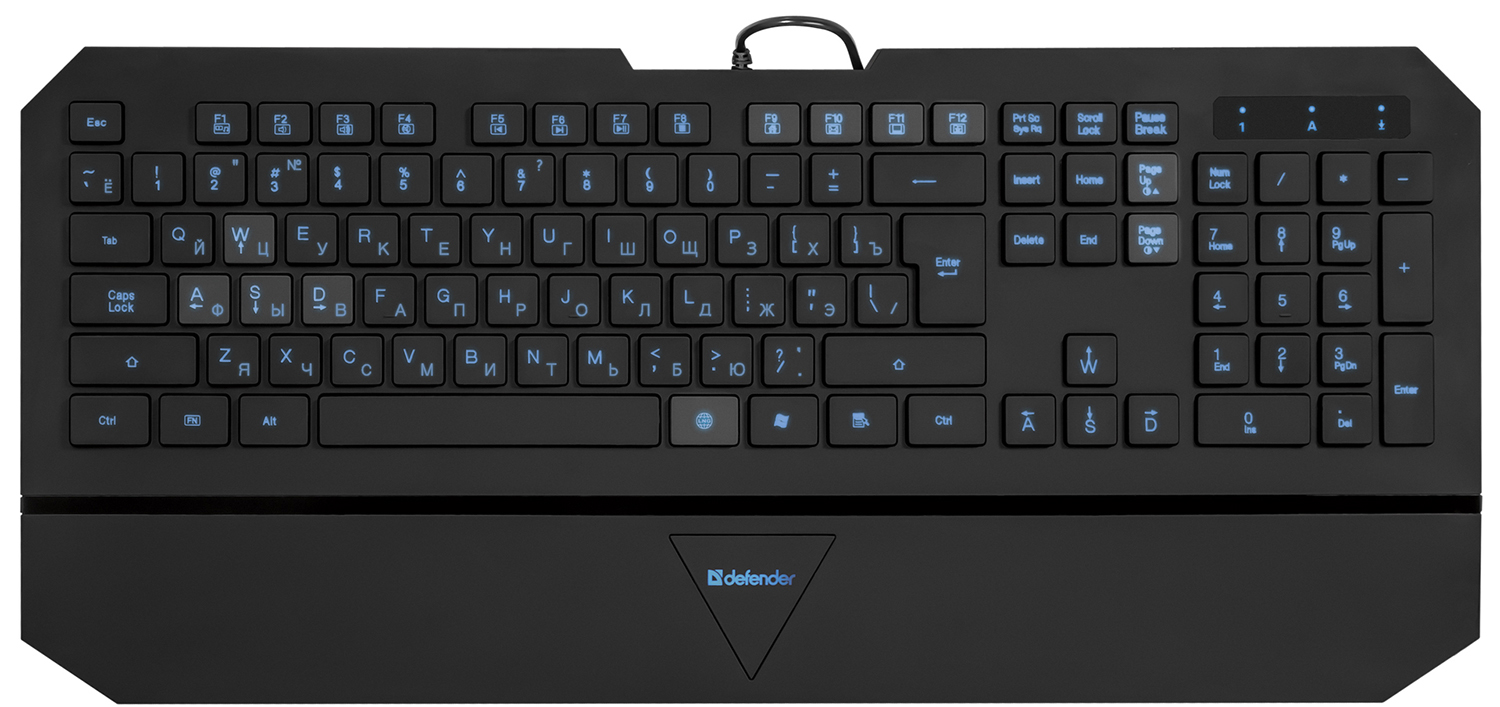 Esc F1 F2 F3 F4 F5 F6 F7 F8 F9 F10 F11 F12 Prt Sc Scroll Pause
Sys Rq Lock Break
1 A
~ ` Ё ! 1 @ " 2 # № 3 $ 4 % 5 ^ 6 & ? 7 * 8 ( 9 ) 0 — - + = ← Insert Home Page Up Num Lock / * −
Tab Q Й W Ц E У R К T Е Y Н U Г I Ш O Щ P З { [ Х } ] Ъ Enter Delete End Page Down 7 Home 8 9 PgUp +
Caps Lock A Ф S Ы D В F А G П H Р J О K Л L Д : ; Ж " ' Э | \ / 4 5 6
Z Я X Ч C С V М B И N Т M Ь < , Б > . Ю ? / . , W 1 End 2 3 PgDn Enter
Ctrl FN Alt LNG Ctrl A S D 0 Ins . Del
defender